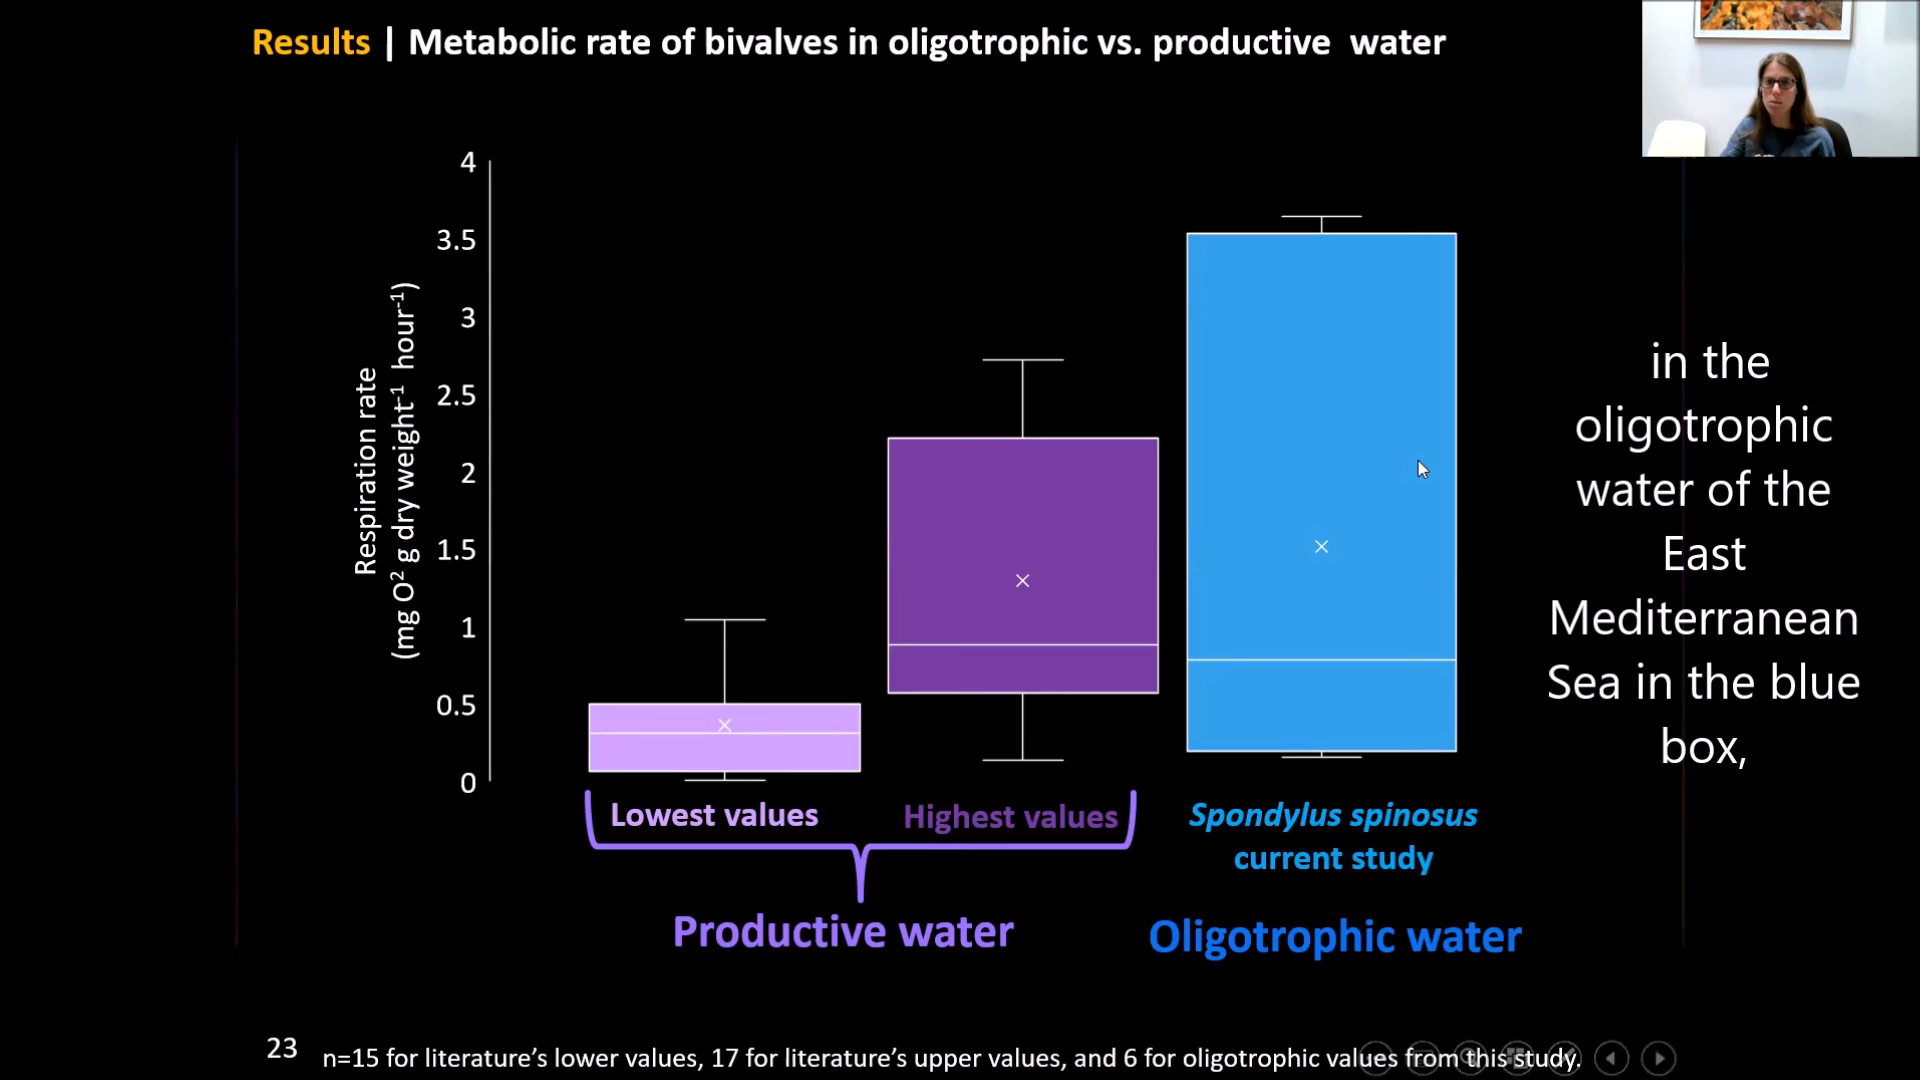 Results | Metabolic rate of bivalves in oligotrophic vs. productive water
4
3.5
3
2.5
2
1.5
1
0.5
0
Respiration rate
(mg O² g dry weight⁻¹ hour⁻¹)
Lowest values
Highest values
Spondylus spinosus
current study
Productive water
Oligotrophic water
in the
oligotrophic
water of the
East
Mediterranean
Sea in the blue
box,
23
n=15 for literature’s lower values, 17 for literature’s upper values, and 6 for oligotrophic values from this study.